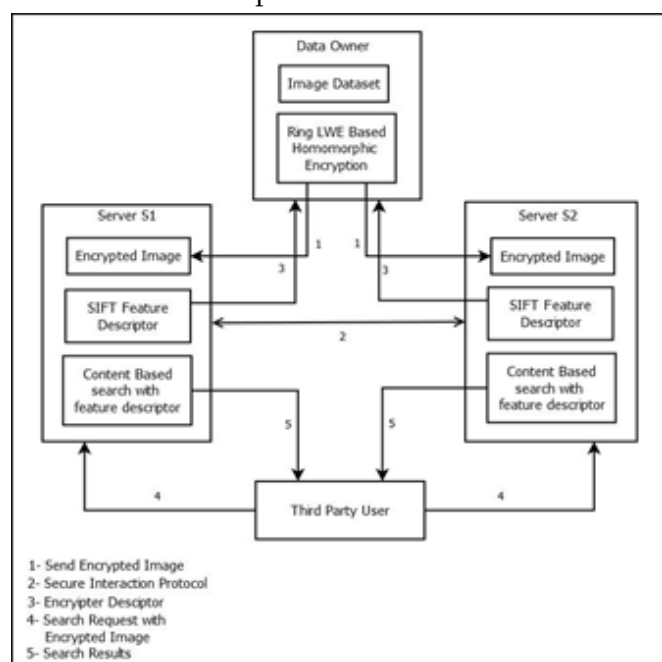 Data Owner
Image Dataset
Ring LWE Based
Homomorphic
Encryption
Server S1
Server S2
1
1
Encrypted Image
Encrypted Image
3
3
SIFT Feature
Descriptor
SIFT Feature
Descriptor
2
Content Based
search with
feature descriptor
Content Based
search with
feature descriptor
5
5
4
4
Third Party User
1- Send Encrypted Image
2- Secure Interaction Protocol
3- Encryipter Desciptor
4- Search Request with
Encrypted Image
5- Search Results